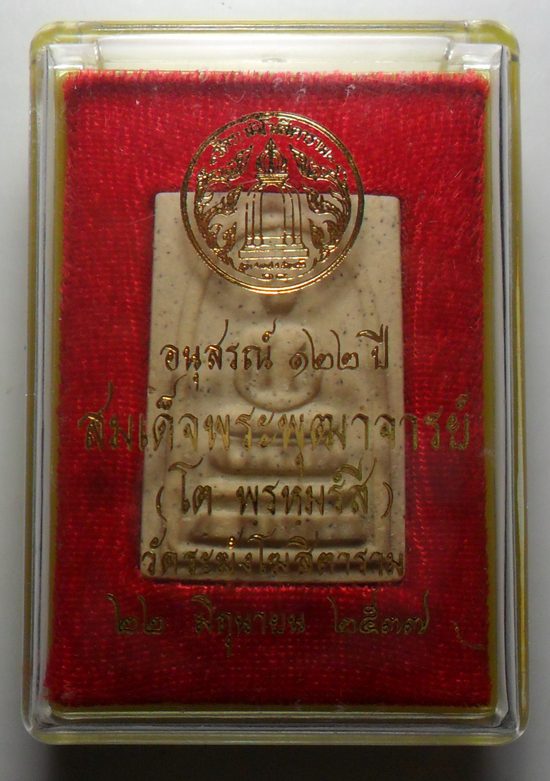 อนุสรณ์ ๑๒๒ ปี
สมเด็จพระพุฒาจารย์
(โต พรหมรังสี)
วัดระฆังโฆสิตาราม
๒๒ มิถุนายน ๒๕๓๗